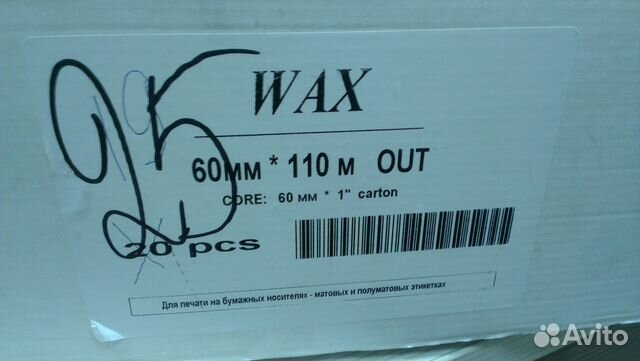 WAX
25
60мм * 110 м OUT
CORE: 60 мм * 1" carton
20 pcs
Для печати на бумажных носителях - матовых и полуматовых этикетках
Avito